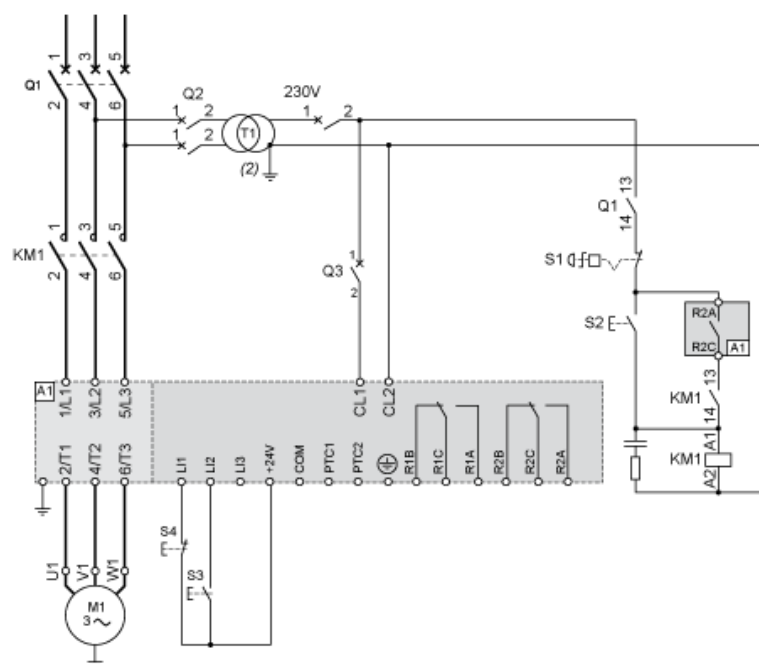 1 3 5
Q1
2 4 6
Q2
1 2
1 2
T1
(2)
230V
1 2
1 3 5
KM1
2 4 6
Q3
1
2
Q1
13
14
S1
S2
R2A
R2C
A1
KM1
13
14
KM1
A1
A2
A1
1/L1 3/L2 5/L3 CL1 CL2
2/T1 4/T2 6/T3 LI1 LI2 LI3 +24V COM PTC1 PTC2 R1B R1C R1A R2B R2C R2A
S4
S3
U1 V1 W1
M1
3 ~